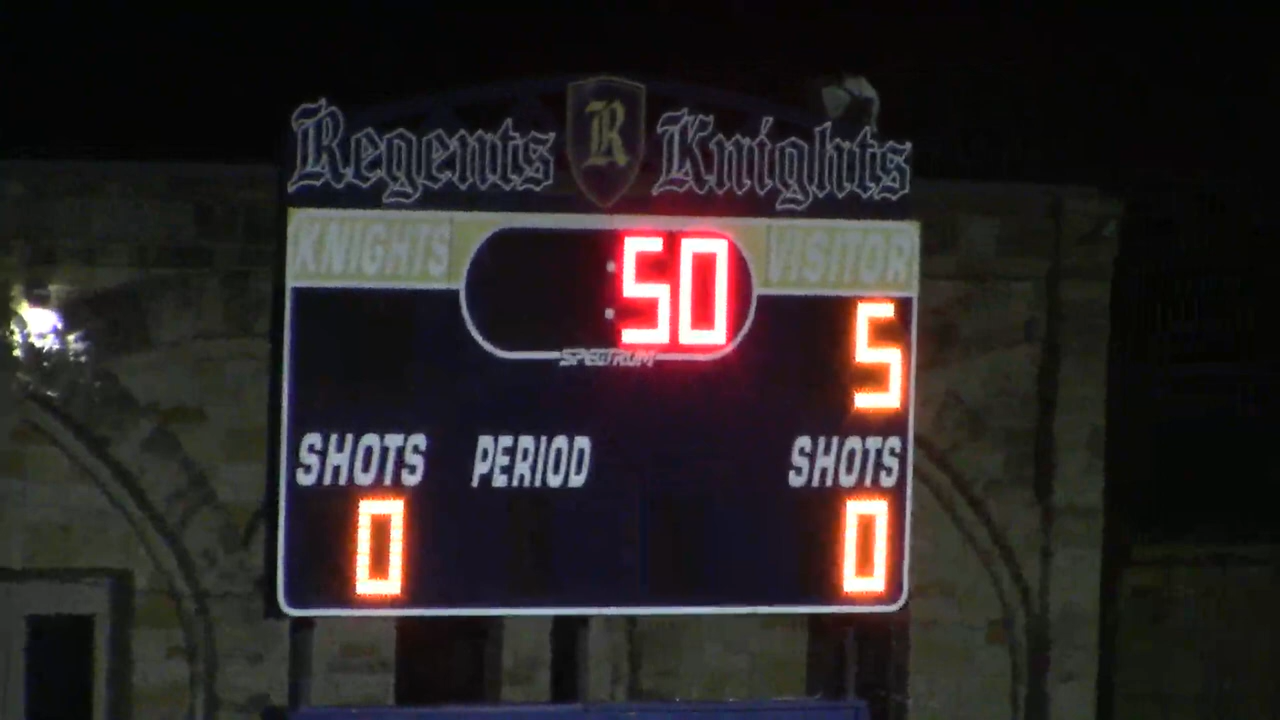 Regents R Knights
KNIGHTS :50 VISITOR
SPECTRUM
5
SHOTS PERIOD SHOTS
0 0